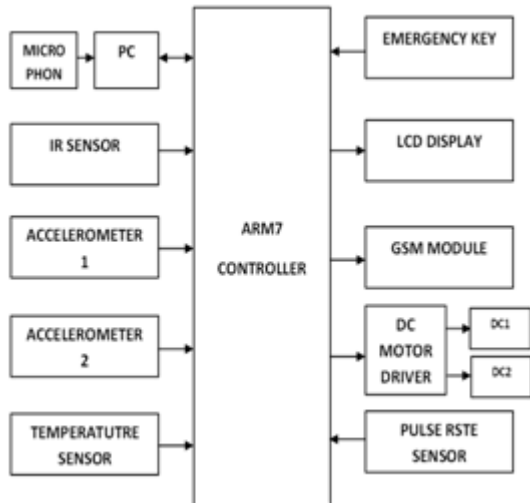 MICRO
PHON
PC
IR SENSOR
ACCELEROMETER
1
ACCELEROMETER
2
TEMPERATUTRE
SENSOR
ARM7
CONTROLLER
EMERGENCY KEY
LCD DISPLAY
GSM MODULE
DC
MOTOR
DRIVER
DC1
DC2
PULSE RSTE
SENSOR